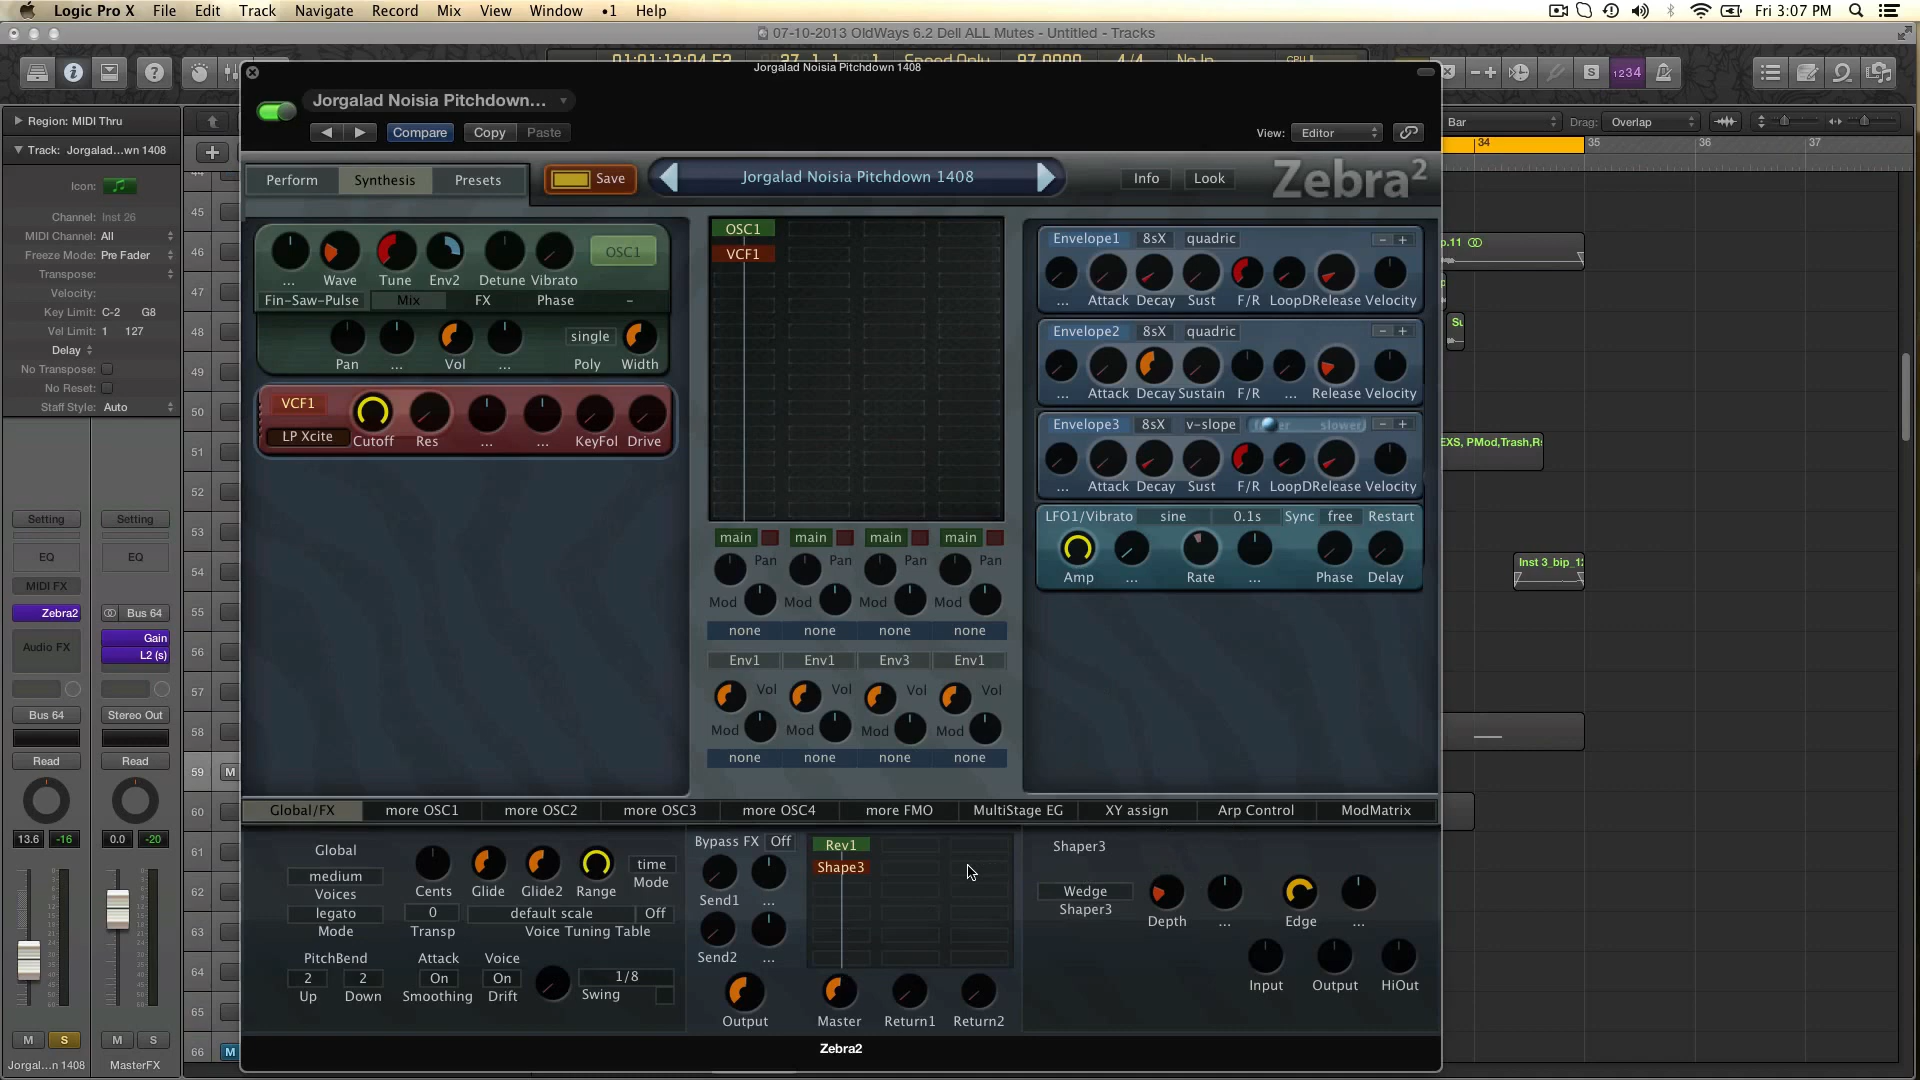 Logic Pro X File Edit Track Navigate Record Mix View Window •1 Help Fri 3:07 PM
07-10-2013 OldWays 6.2 Dell ALL Mutes - Untitled - Tracks
Jorgalad Noisia Pitchdown 1408
S 1234
Jorgalad Noisia Pitchdown...
Compare Copy Paste View: Editor
Region: MIDI Thru
Track: Jorgalad...wn 1408
Bar Drag: Overlap
34 35 36 37
Icon:
Channel: Inst 26
MIDI Channel: All
Freeze Mode: Pre Fader
Transpose:
Velocity:
Key Limit: C-2 G8
Vel Limit: 1 127
Delay
No Transpose:
No Reset:
Staff Style: Auto
Setting Setting
EQ EQ
MIDI FX
Zebra2 Bus 64
Audio FX Gain
L2 (s)
Bus 64 Stereo Out
Read Read
13.6 -16 0.0 -20
M S M S
Jorgal...n 1408 MasterFX
45
46
47
48
49
50
51
52
53
54
55
56
57
58
59 M
60
61
62
63
64
65
66 M
Perform Synthesis Presets Save Jorgalad Noisia Pitchdown 1408 Info Look Zebra2
OSC1
Wave Tune Env2 Detune Vibrato
...
Fin-Saw-Pulse Mix FX Phase –
single
Pan ... Vol ... Poly Width
VCF1
LP Xcite Cutoff Res ... ... KeyFol Drive
OSC1
VCF1
main main main main
Pan Pan Pan Pan
Mod Mod Mod Mod
none none none none
Env1 Env1 Env3 Env1
Vol Vol Vol Vol
Mod Mod Mod Mod
none none none none
Envelope1 8sX quadric – +
... Attack Decay Sust F/R LoopD Release Velocity
Envelope2 8sX quadric – +
... Attack Decay Sustain F/R ... Release Velocity
Envelope3 8sX v-slope slower – +
... Attack Decay Sust F/R LoopD Release Velocity
LFO1/Vibrato sine 0.1s Sync free Restart
Amp ... Rate ... Phase Delay
p.11
EXS, PMod,Trash,R
Inst 3_bip_1
Global/FX more OSC1 more OSC2 more OSC3 more OSC4 more FMO MultiStage EG XY assign Arp Control ModMatrix
Global
medium
Voices
legato
Mode
Cents Glide Glide2 Range
time
Mode
0 default scale Off
Transp Voice Tuning Table
PitchBend Attack Voice
2 2 On On 1/8
Up Down Smoothing Drift Swing
Bypass FX Off
Send1 ...
Send2 ...
Output
Rev1
Shape3
Master Return1 Return2
Shaper3
Wedge
Shaper3
Depth ... Edge ...
Input Output HiOut
Zebra2